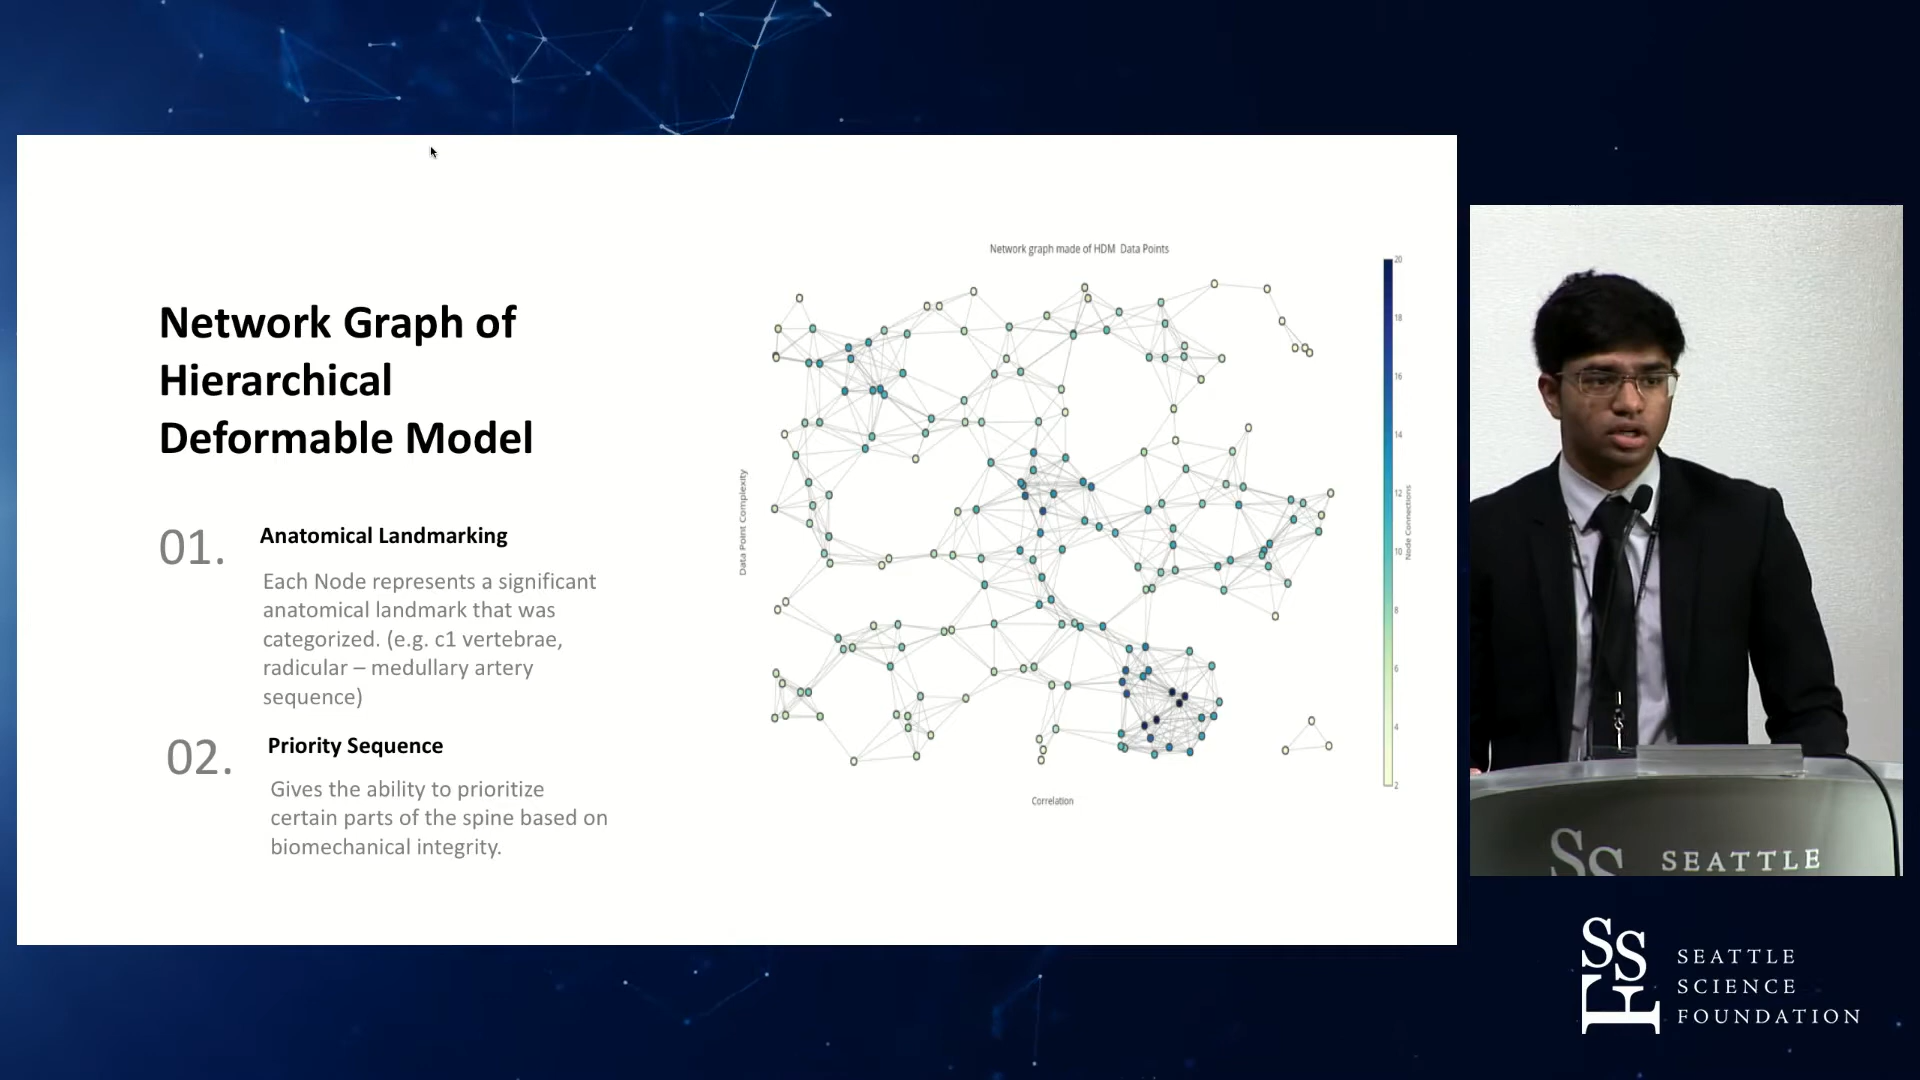 Network Graph of
Hierarchical
Deformable Model
01.
Anatomical Landmarking
Each Node represents a significant
anatomical landmark that was
categorized. (e.g. c1 vertebrae,
radicular – medullary artery
sequence)
02.
Priority Sequence
Gives the ability to prioritize
certain parts of the spine based on
biomechanical integrity.
Network graph made of HDM Data Points
Data Point Complexity
Correlation
20
18
16
14
12
10
8
6
4
2
Node Connections
SS
SEATTLE
SSF
SEATTLE
SCIENCE
FOUNDATION